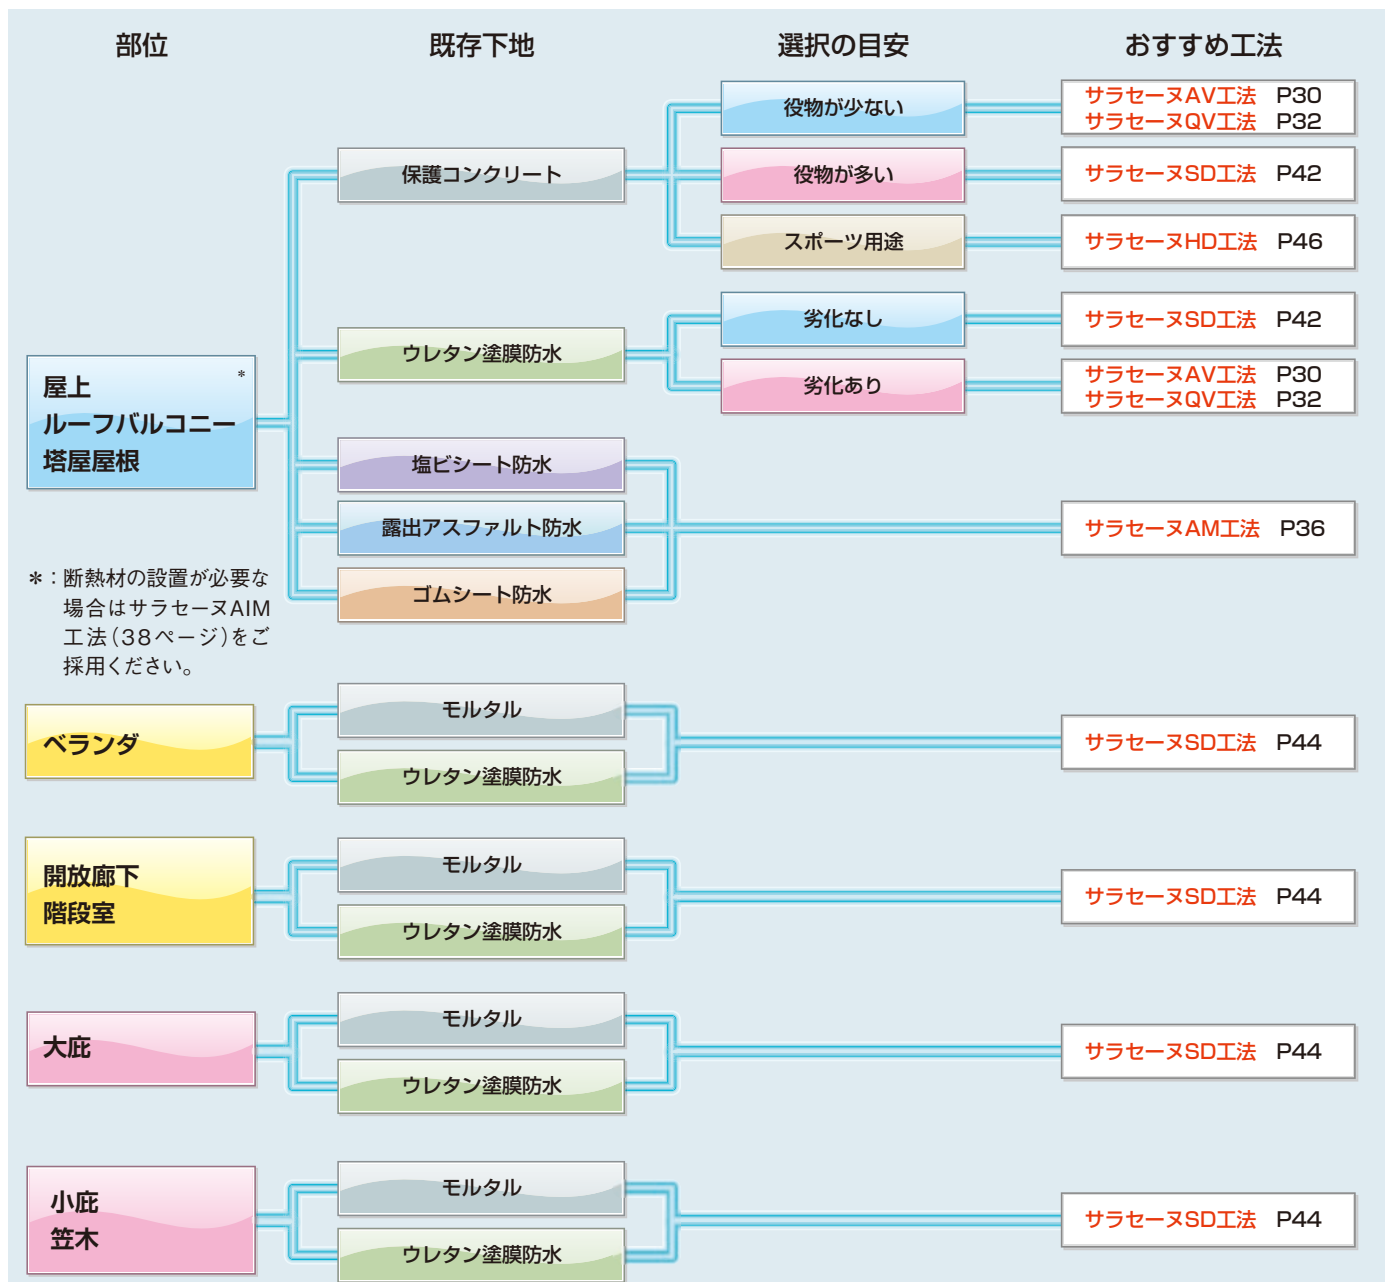 部位 既存下地 選択の目安 おすすめ工法
屋上 *
ルーフバルコニー
塔屋屋根
保護コンクリート
役物が少ない
サラセーヌAV工法 P30
サラセーヌQV工法 P32
役物が多い
サラセーヌSD工法 P42
スポーツ用途
サラセーヌHD工法 P46
ウレタン塗膜防水
劣化なし
サラセーヌSD工法 P42
劣化あり
サラセーヌAV工法 P30
サラセーヌQV工法 P32
塩ビシート防水
露出アスファルト防水
ゴムシート防水
サラセーヌAM工法 P36
*：断熱材の設置が必要な
場合はサラセーヌAIM
工法（38ページ）をご
採用ください。
ベランダ
モルタル
ウレタン塗膜防水
サラセーヌSD工法 P44
開放廊下
階段室
モルタル
ウレタン塗膜防水
サラセーヌSD工法 P44
大庇
モルタル
ウレタン塗膜防水
サラセーヌSD工法 P44
小庇
笠木
モルタル
ウレタン塗膜防水
サラセーヌSD工法 P44